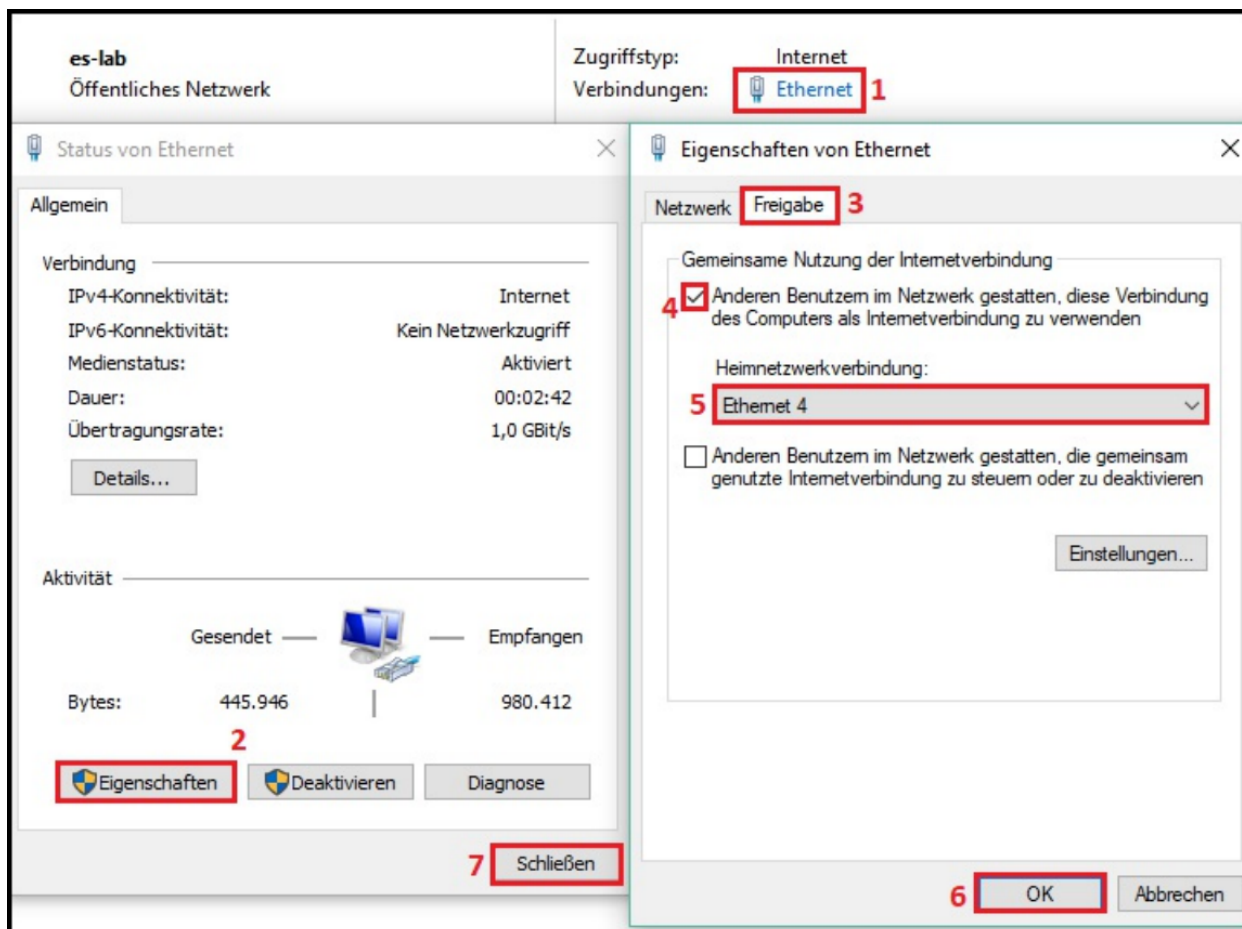 es-lab
Öffentliches Netzwerk
Zugriffstyp: Internet
Verbindungen: Ethernet 1
Status von Ethernet
Allgemein
Verbindung
IPv4-Konnektivität: Internet
IPv6-Konnektivität: Kein Netzwerkzugriff
Medienstatus: Aktiviert
Dauer: 00:02:42
Übertragungsrate: 1,0 GBit/s
Details...
Aktivität
Gesendet
Empfangen
Bytes: 445.946 980.412
2
Eigenschaften
Deaktivieren
Diagnose
7 Schließen
Eigenschaften von Ethernet
Netzwerk
Freigabe 3
Gemeinsame Nutzung der Internetverbindung
4 Anderen Benutzern im Netzwerk gestatten, diese Verbindung
des Computers als Internetverbindung zu verwenden
Heimnetzwerkverbindung:
5 Ethernet 4
Anderen Benutzern im Netzwerk gestatten, die gemeinsam
genutzte Internetverbindung zu steuern oder zu deaktivieren
Einstellungen...
6 OK
Abbrechen